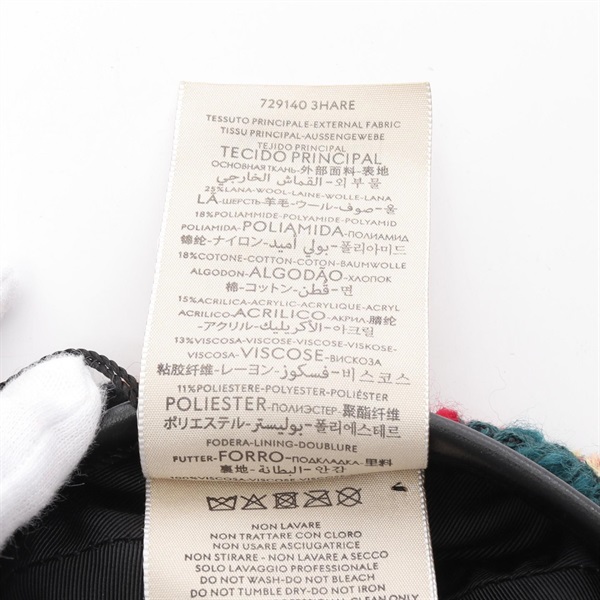 729140 3HARE
TESSUTO PRINCIPALE-EXTERNAL FABRIC
TISSU PRINCIPAL-AUSSENGEWEBE
TEJIDO PRINCIPAL
TECIDO PRINCIPAL
ОСНОВНАЯ ТКАНЬ-外部面料-表地
القماش الخارجي-외부물
25%LANA-WOOL-LAINE-WOLLE-LANA
LÃ-ШЕРСТЬ-羊毛-ウール-صوف-울
18%POLIAMMIDE-POLYAMIDE-POLYAMID
POLIAMIDA-POLIAMIDA-ПОЛИАМИД
锦纶-ナイロン-بولي أميد-폴리아미드
18%COTONE-COTTON-COTON-BAUMWOLLE
ALGODON-ALGODÃO-ХЛОПОК
棉-コットン-قطن-면
15%ACRILICA-ACRYLIC-ACRYLIQUE-ACRYL
ACRILICO-ACRILICO-АКРИЛ-腈纶
-アクリル-الأكريليك-아크릴
13%VISCOSA-VISCOSE-VISCOSE-VISKOSE
VISCOSA-VISCOSE-ВИСКОЗА
粘胶纤维-レーヨン-فسكوز-비스코스
11%POLIESTERE-POLYESTER-POLYESTER
POLIÉSTER
POLIESTER-ПОЛИЭСТЕР-聚酯纤维
ポリエステル-بوليستر-폴리에스테르
FODERA-LINING-DOUBLURE
FUTTER-FORRO-ПОДКЛАДКА-里料
裏地-البطانة-안감
NON LAVARE
NON TRATTARE CON CLORO
NON USARE ASCIUGATRICE
NON STIRARE - NON LAVARE A SECCO
SOLO LAVAGGIO PROFESSIONALE
DO NOT WASH-DO NOT BLEACH
DO NOT TUMBLE DRY-DO NOT IRON